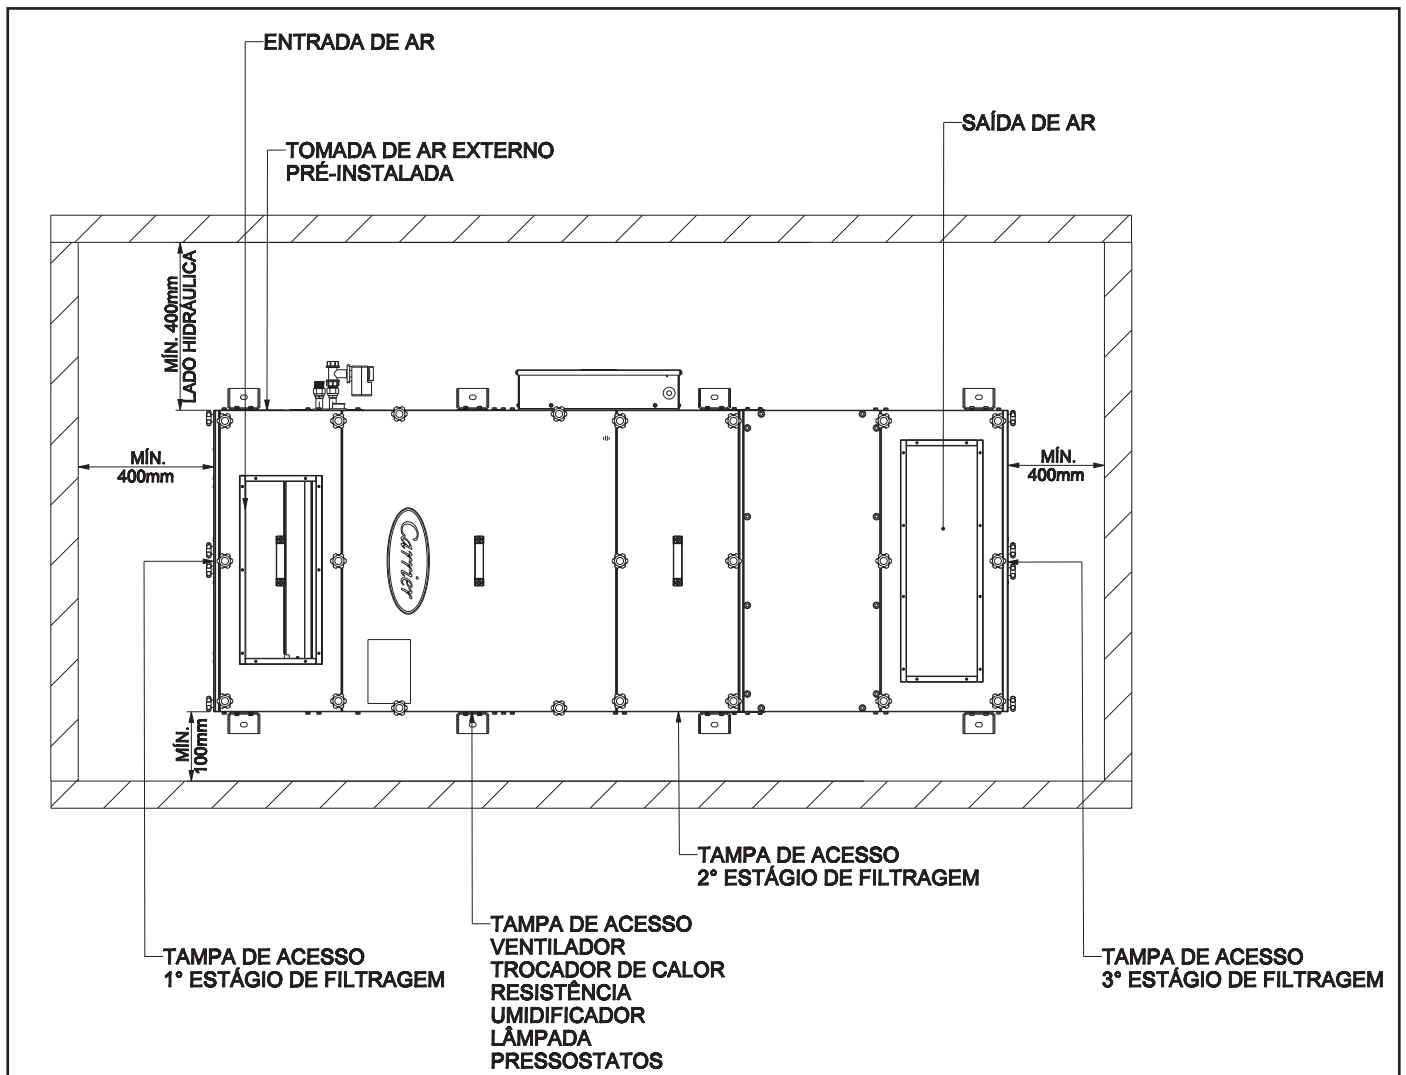 ENTRADA DE AR
SAÍDA DE AR
TOMADA DE AR EXTERNO
PRÉ-INSTALADA
MÍN. 400mm
LADO HIDRÁULICA
MÍN.
400mm
MÍN.
400mm
Carrier
MÍN.
100mm
TAMPA DE ACESSO
2° ESTÁGIO DE FILTRAGEM
TAMPA DE ACESSO
VENTILADOR
TROCADOR DE CALOR
RESISTÊNCIA
UMIDIFICADOR
LÂMPADA
PRESSOSTATOS
TAMPA DE ACESSO
1° ESTÁGIO DE FILTRAGEM
TAMPA DE ACESSO
3° ESTÁGIO DE FILTRAGEM